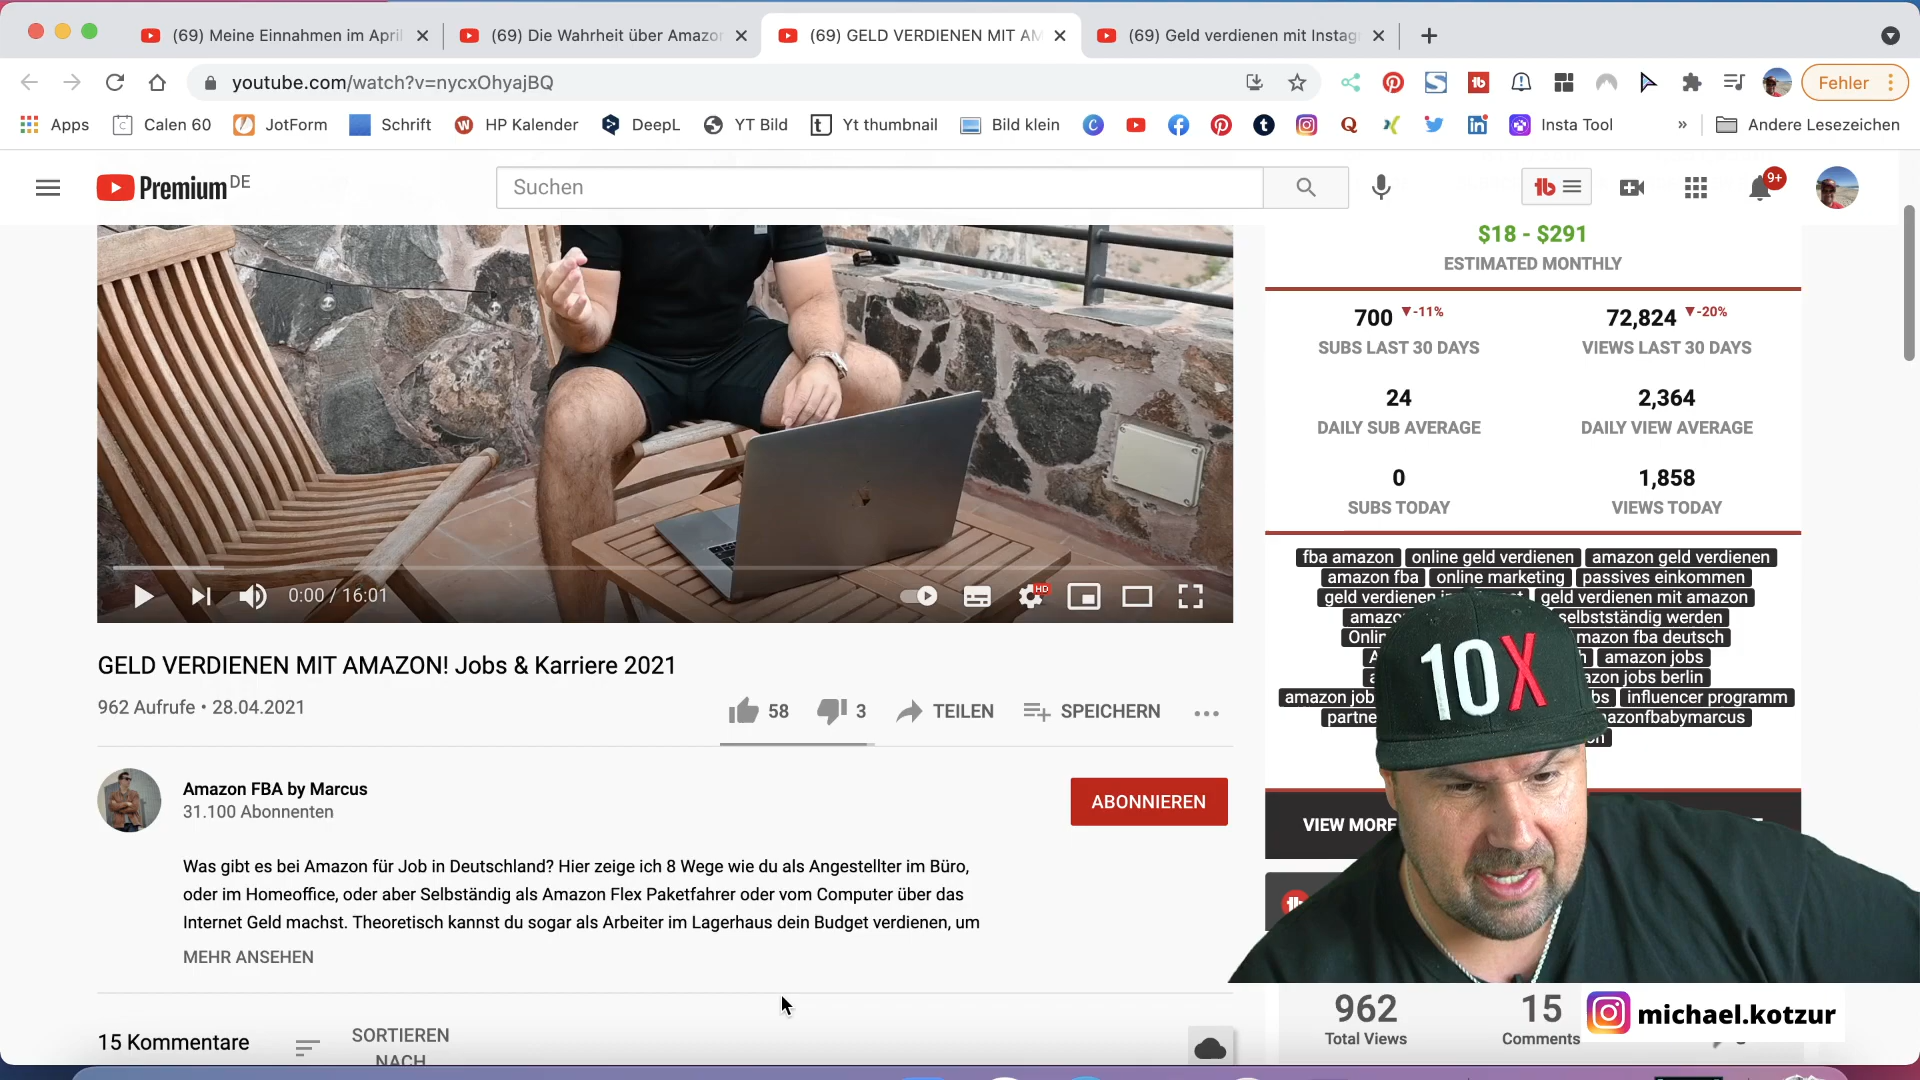 (69) Meine Einnahmen im April
(69) Die Wahrheit über Amazon
(69) GELD VERDIENEN MIT AM
(69) Geld verdienen mit Instag
youtube.com/watch?v=nycxOhyajBQ
Fehler
Apps
Calen 60
JotForm
Schrift
HP Kalender
DeepL
YT Bild
Yt thumbnail
Bild klein
Insta Tool
»
Andere Lesezeichen
Premium DE
Suchen
9+
$18 - $291
ESTIMATED MONTHLY
700 ▼-11%
72,824 ▼-20%
SUBS LAST 30 DAYS
VIEWS LAST 30 DAYS
24
2,364
DAILY SUB AVERAGE
DAILY VIEW AVERAGE
0
1,858
SUBS TODAY
VIEWS TODAY
fba amazon online geld verdienen amazon geld verdienen
amazon fba online marketing passives einkommen
geld verdienen geld verdienen mit amazon
selbstständig werden
fba deutsch
amazon jobs
jobs berlin
influencer programm
10X
0:00 / 16:01
HD
GELD VERDIENEN MIT AMAZON! Jobs & Karriere 2021
962 Aufrufe • 28.04.2021
58
3
TEILEN
SPEICHERN
Amazon FBA by Marcus
31.100 Abonnenten
ABONNIEREN
VIEW MORE
Was gibt es bei Amazon für Job in Deutschland? Hier zeige ich 8 Wege wie du als Angestellter im Büro,
oder im Homeoffice, oder aber Selbständig als Amazon Flex Paketfahrer oder vom Computer über das
Internet Geld machst. Theoretisch kannst du sogar als Arbeiter im Lagerhaus dein Budget verdienen, um
MEHR ANSEHEN
15 Kommentare
SORTIEREN
NACH
962
15
Total Views
Comments
michael.kotzur